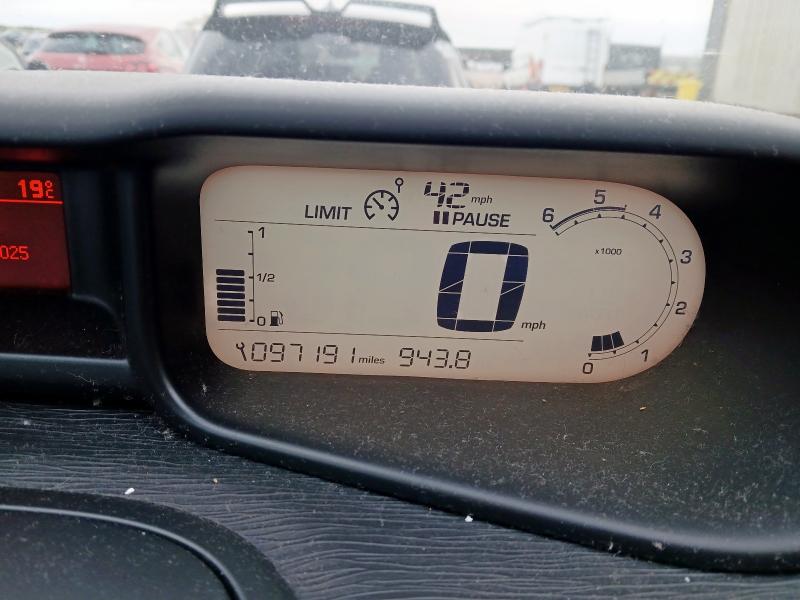 19°C
025
LIMIT 42 mph
PAUSE
1
1/2
0
0 mph
6 5 4 3 2 1 0
x1000
097191 miles 943.8